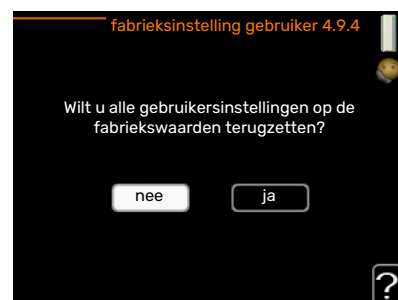 fabrieksinstelling gebruiker 4.9.4
Wilt u alle gebruikersinstellingen op de
fabriekswaarden terugzetten?
nee ja
?